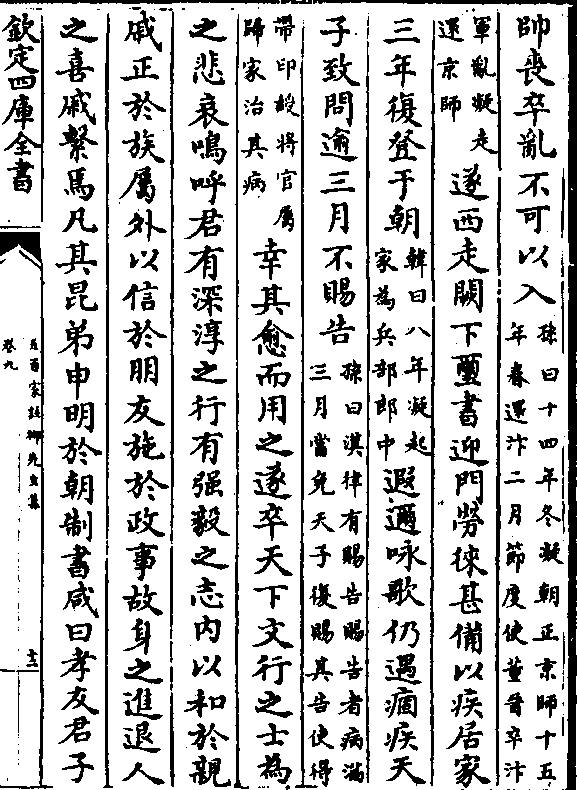 帥喪卒亂不可以入孫曰十四年冬凝朝正京師十五
年春還汴二月節度使董晉卒汴
軍亂凝走
還京師遂西走闕下璽書迎門勞徠甚備以疾居家
三年復登于朝韓曰八年凝起
家為兵部郎中遐邇咏歌仍遇痼疾天
子致問逾三月不賜告孫曰漢律有賜告賜告者病滿
三月當免天子復賜其告使得
帶印紱將官屬
歸家治其病幸其愈而用之遂卒天下文行之士為
之悲哀嗚呼君有深淳之行有强毅之志内以和於親
戚正於族屬外以信於朋友施於政事故身之進退人
之喜戚繫焉凡其昆弟申明於朝制書咸曰孝友君子
欽定四庫全書
五百家註柳先生集
卷九
十三